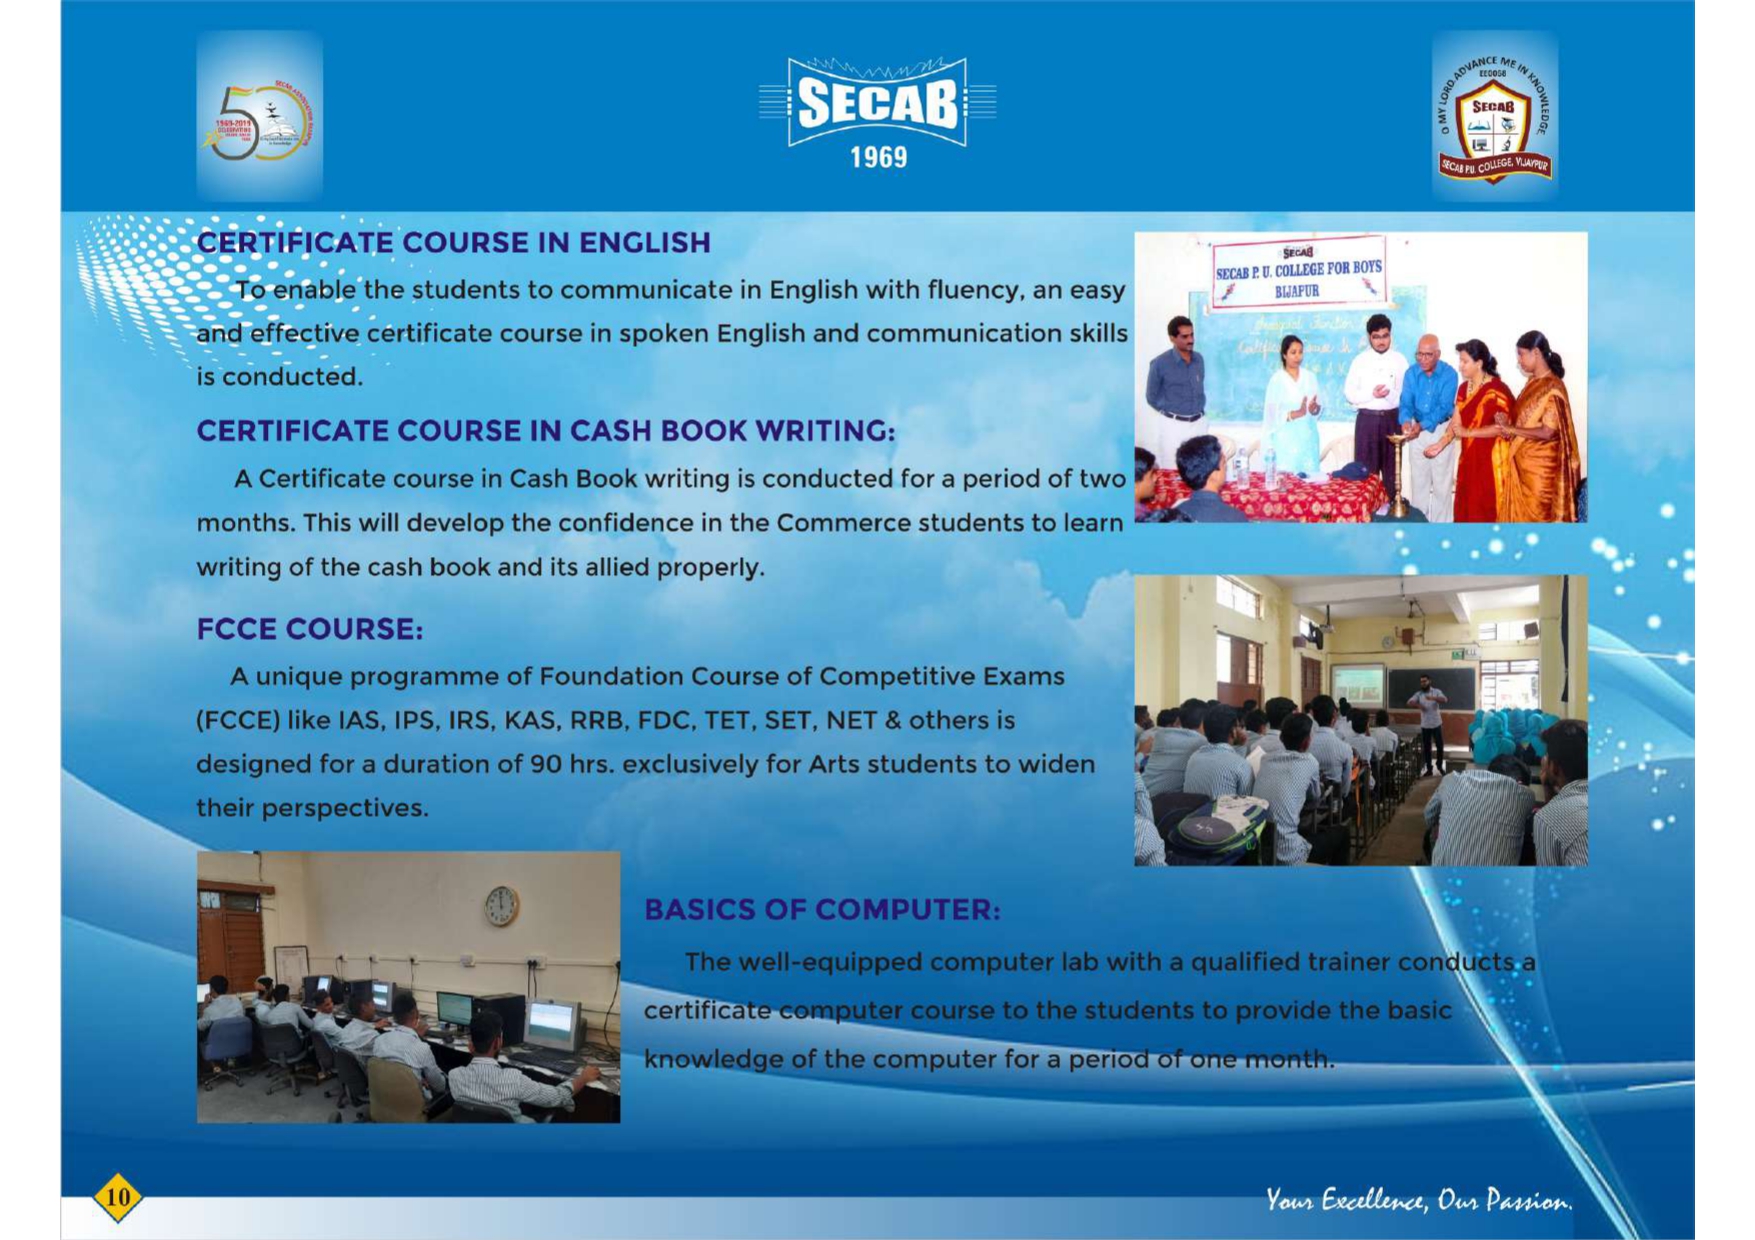 1969-2019
SECAB
1969
O MY LORD ADVANCE ME IN KNOWLEDGE
EE0088
SECAB
SECAB P.U. COLLEGE, VIJAYPUR
CERTIFICATE COURSE IN ENGLISH
To enable the students to communicate in English with fluency, an easy
and effective certificate course in spoken English and communication skills
is conducted.
SECAB
SECAB P. U. COLLEGE FOR BOYS
BIJAPUR
CERTIFICATE COURSE IN CASH BOOK WRITING:
A Certificate course in Cash Book writing is conducted for a period of two
months. This will develop the confidence in the Commerce students to learn
writing of the cash book and its allied properly.
FCCE COURSE:
A unique programme of Foundation Course of Competitive Exams
(FCCE) like IAS, IPS, IRS, KAS, RRB, FDC, TET, SET, NET & others is
designed for a duration of 90 hrs. exclusively for Arts students to widen
their perspectives.
BASICS OF COMPUTER:
The well-equipped computer lab with a qualified trainer conducts a
certificate computer course to the students to provide the basic
knowledge of the computer for a period of one month.
10
Your Excellence, Our Passion.